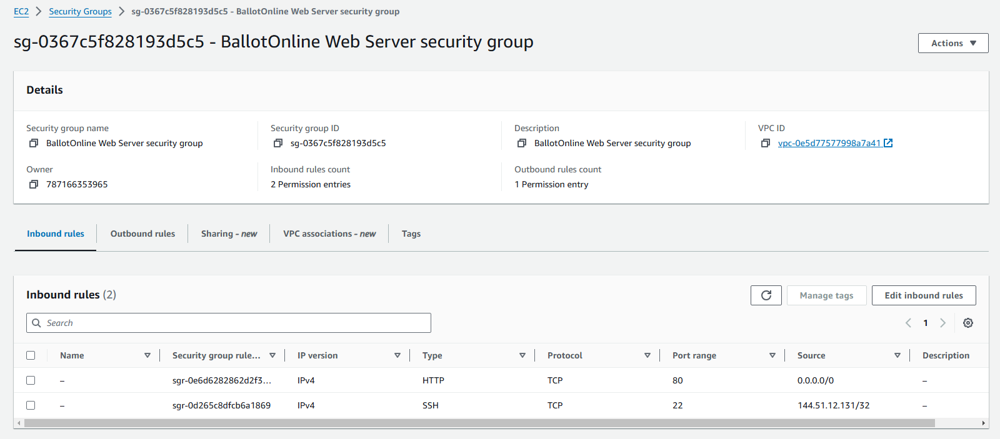 EC2 > Security Groups > sg-0367c5f828193d5c5 - BallotOnline Web Server security group
sg-0367c5f828193d5c5 - BallotOnline Web Server security group
Actions
Details
Security group name
BallotOnline Web Server security group
Security group ID
sg-0367c5f828193d5c5
Description
BallotOnline Web Server security group
VPC ID
vpc-0e5d77577998a7a41
Owner
787166353965
Inbound rules count
2 Permission entries
Outbound rules count
1 Permission entry
Inbound rules Outbound rules Sharing - new VPC associations - new Tags
Inbound rules (2)
Manage tags Edit inbound rules
Search
1
Name Security group rule... IP version Type Protocol Port range Source Description
– sgr-0e6d6282862d2f3... IPv4 HTTP TCP 80 0.0.0.0/0 –
– sgr-0d265c8dfcb6a1869 IPv4 SSH TCP 22 144.51.12.131/32 –